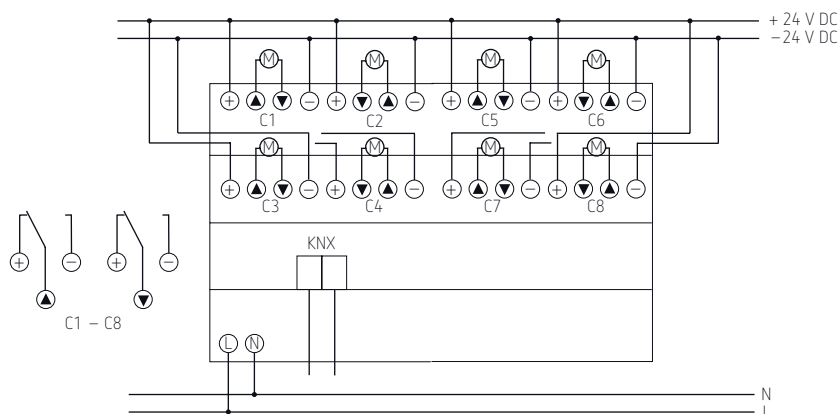 + 24 V DC
−24 V DC
M M M M
+ − + − + − + −
C1 C2 C5 C6
M M M M
+ − + − + − + −
C3 C4 C7 C8
KNX
+ − + −
C1 – C8
L N
N
L